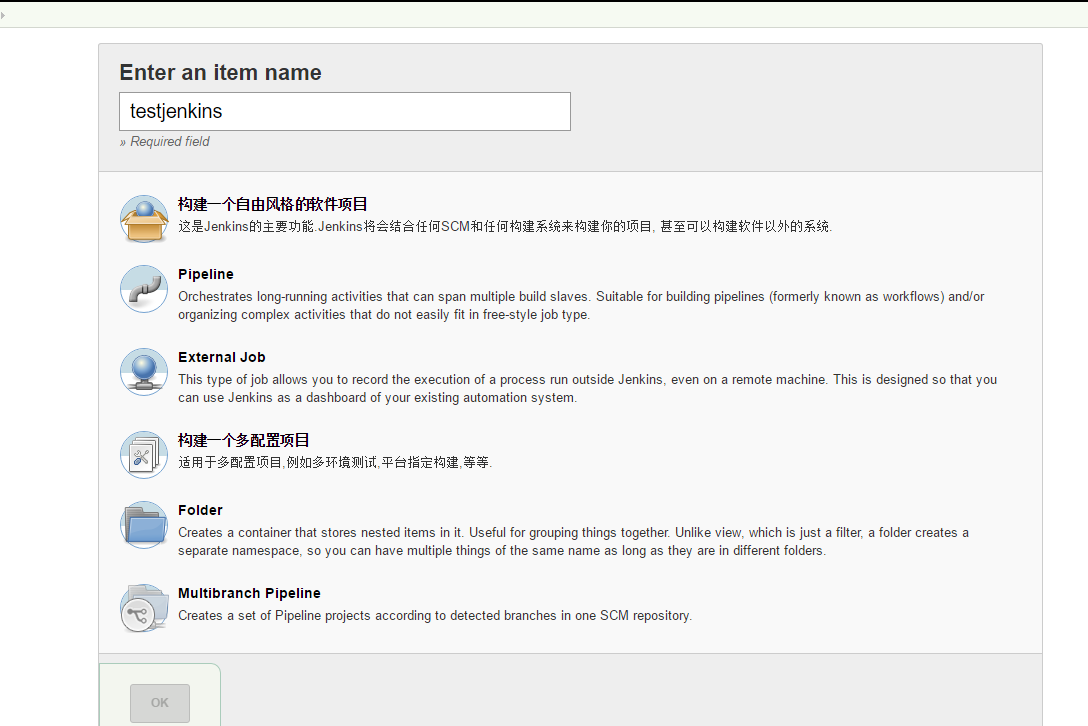 Enter an item name
testjenkins
» Required field
构建一个自由风格的软件项目
这是Jenkins的主要功能.Jenkins将会结合任何SCM和任何构建系统来构建你的项目, 甚至可以构建软件以外的系统.
Pipeline
Orchestrates long-running activities that can span multiple build slaves. Suitable for building pipelines (formerly known as workflows) and/or
organizing complex activities that do not easily fit in free-style job type.
External Job
This type of job allows you to record the execution of a process run outside Jenkins, even on a remote machine. This is designed so that you
can use Jenkins as a dashboard of your existing automation system.
构建一个多配置项目
适用于多配置项目,例如多环境测试,平台指定构建,等等.
Folder
Creates a container that stores nested items in it. Useful for grouping things together. Unlike view, which is just a filter, a folder creates a
separate namespace, so you can have multiple things of the same name as long as they are in different folders.
Multibranch Pipeline
Creates a set of Pipeline projects according to detected branches in one SCM repository.
OK